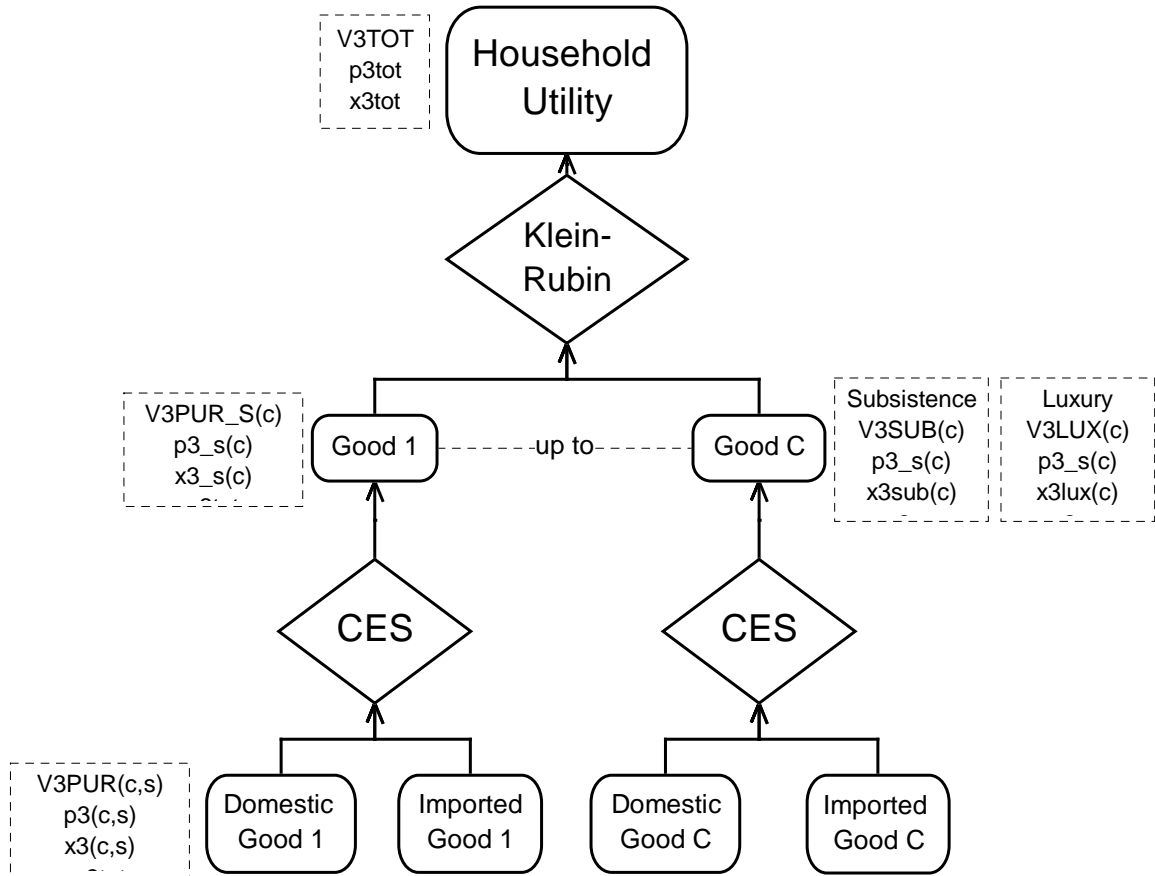 V3TOT
p3tot
x3tot
Household
Utility
Klein-
Rubin
V3PUR_S(c)
p3_s(c)
x3_s(c)
Good 1
up to
Good C
Subsistence
V3SUB(c)
p3_s(c)
x3sub(c)
Luxury
V3LUX(c)
p3_s(c)
x3lux(c)
CES
CES
V3PUR(c,s)
p3(c,s)
x3(c,s)
Domestic
Good 1
Imported
Good 1
Domestic
Good C
Imported
Good C